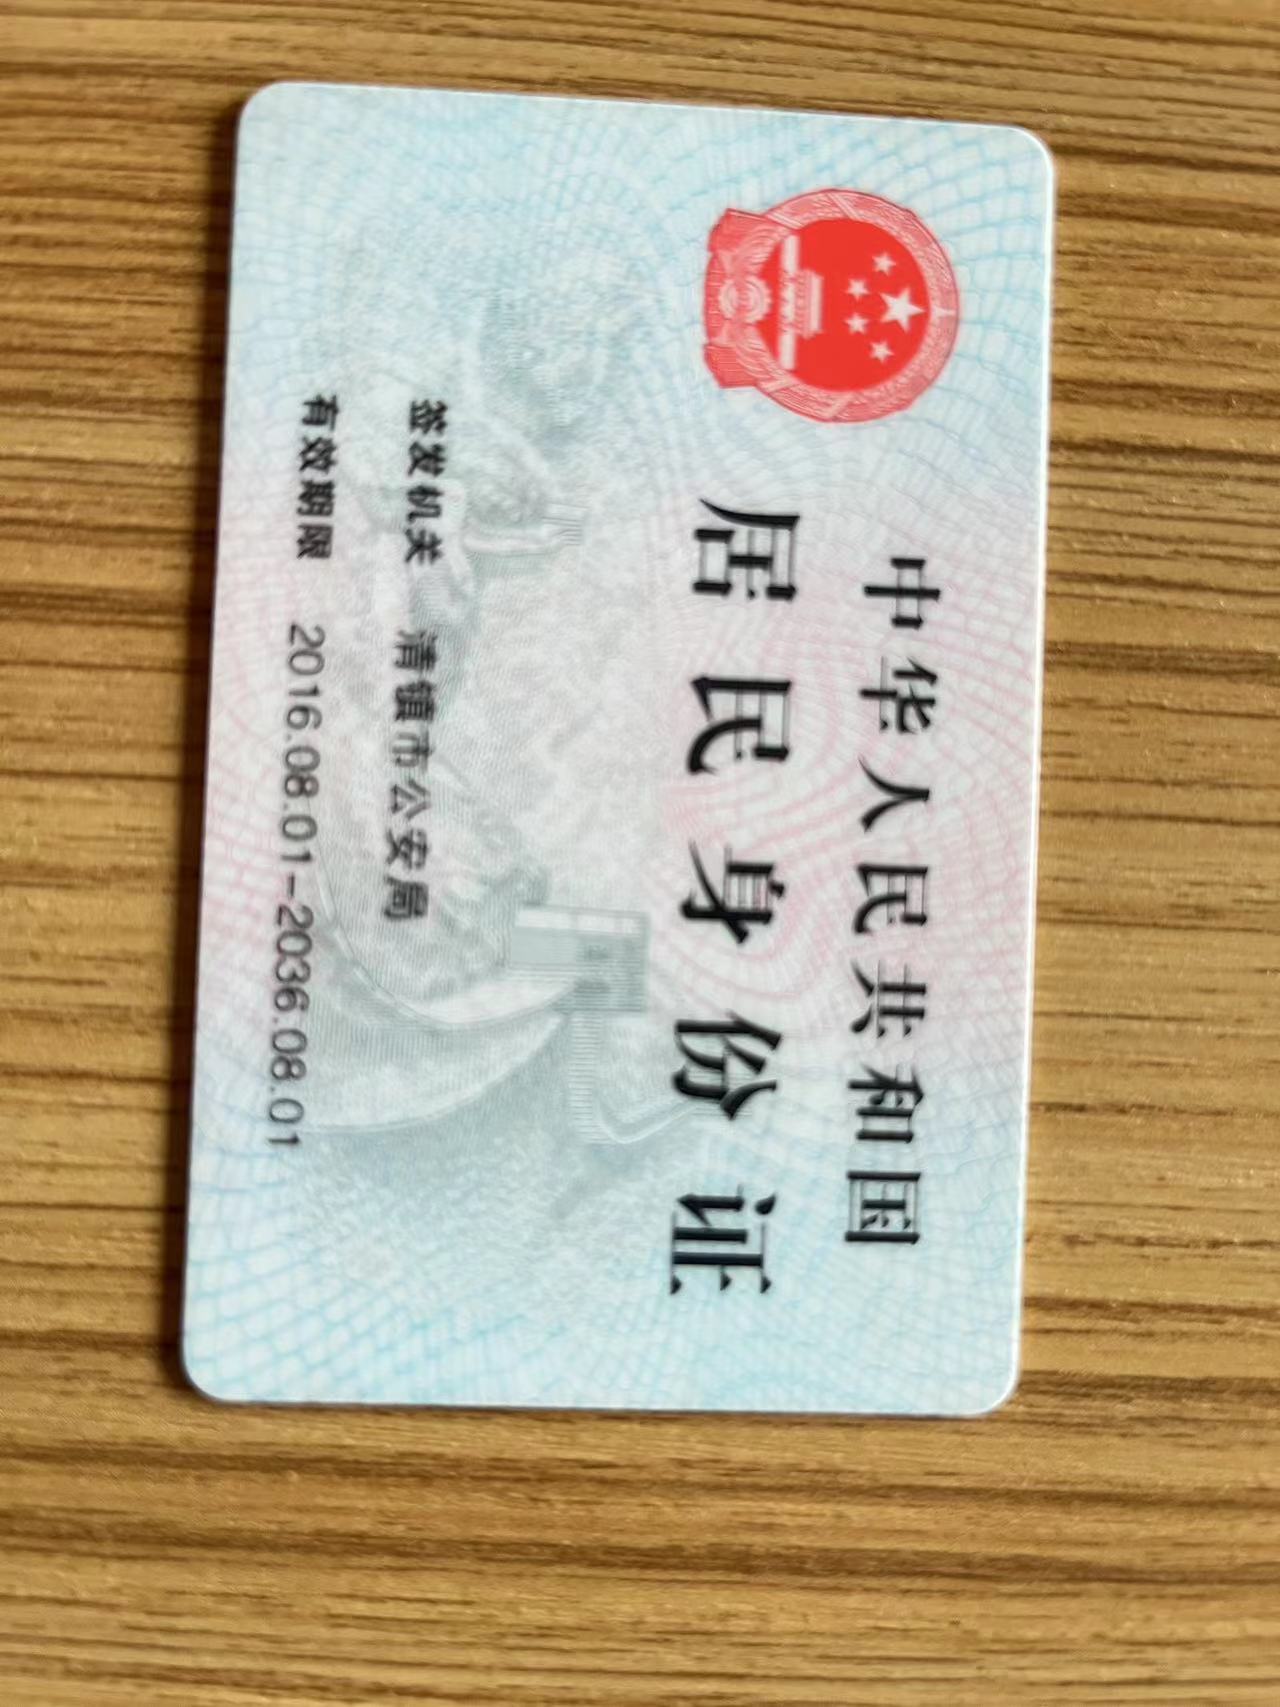 中华人民共和国
居民身份证
签发机关 清镇市公安局
有效期限 2016.08.01-2036.08.01